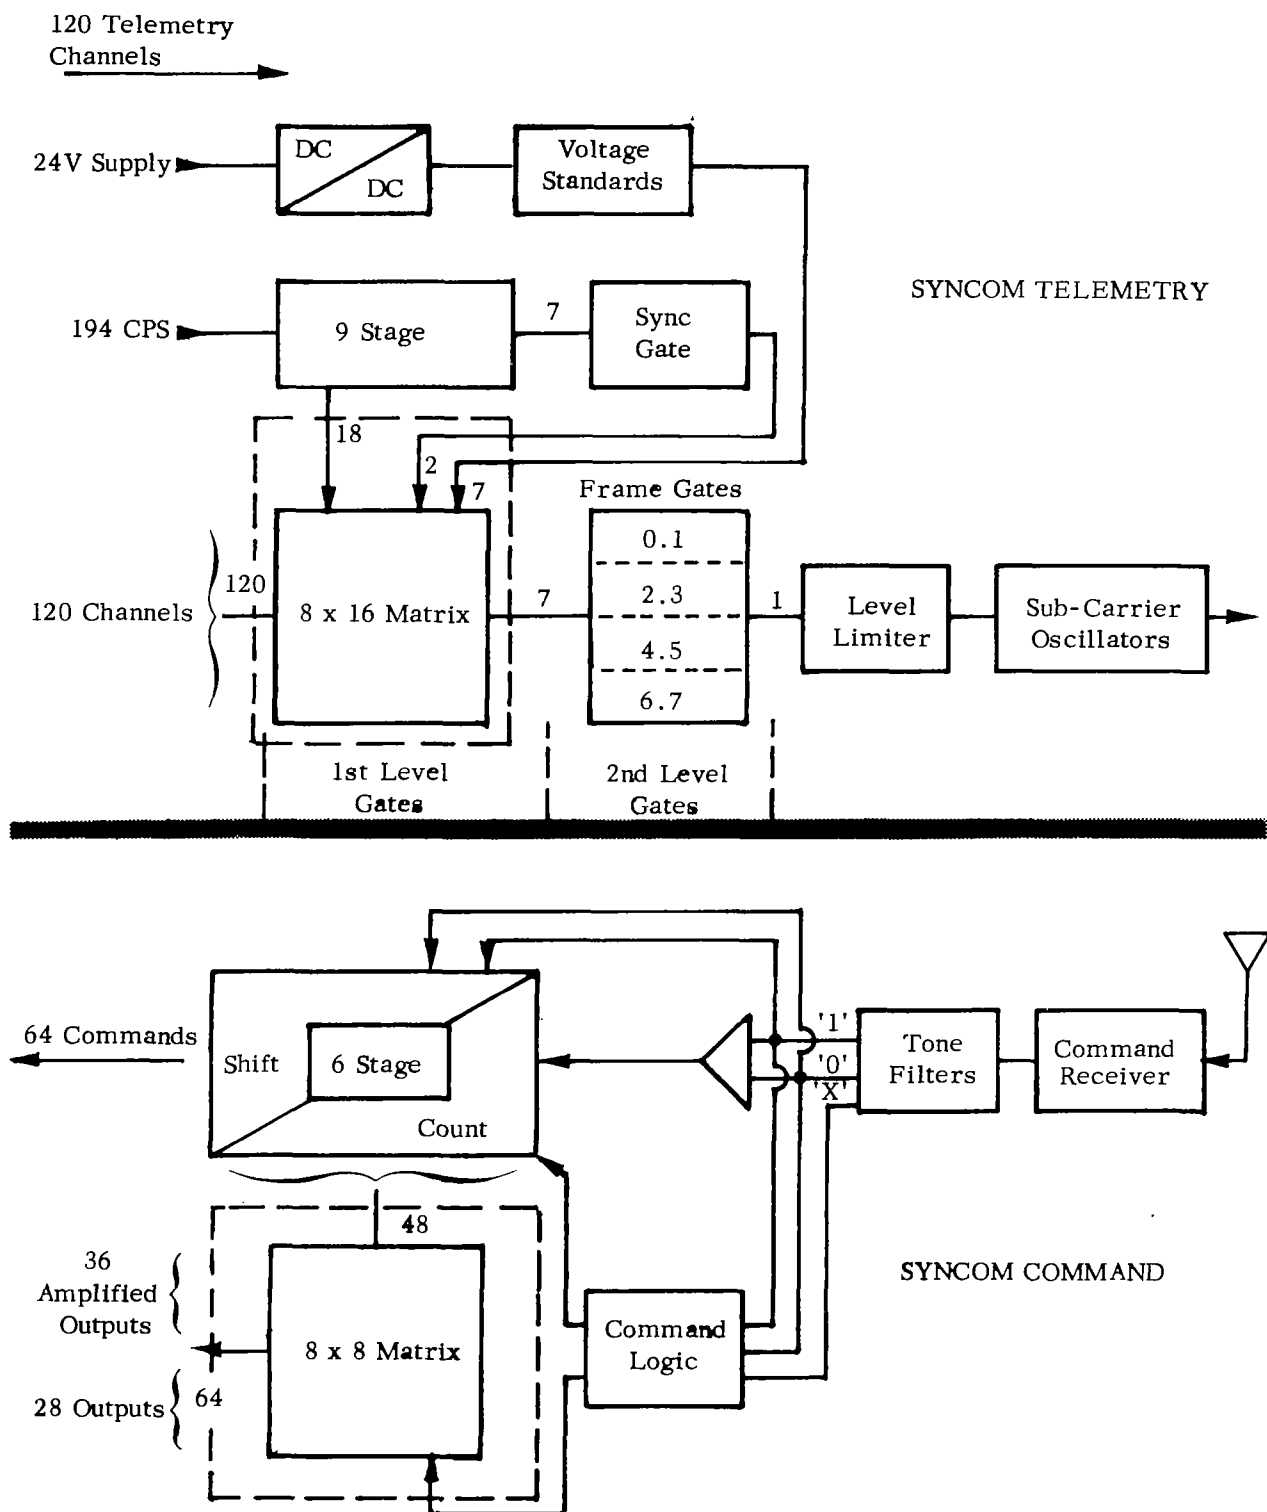 120 Telemetry
Channels
24V Supply
DC
DC
Voltage
Standards
SYNCOM TELEMETRY
194 CPS
9 Stage
7
Sync
Gate
18
2
7
Frame Gates
120 Channels
120
8 x 16 Matrix
7
0.1
2.3
4.5
6.7
1
Level
Limiter
Sub-Carrier
Oscillators
1st Level
Gates
2nd Level
Gates
64 Commands
Shift
6 Stage
Count
'1'
'0'
'X'
Tone
Filters
Command
Receiver
48
36
Amplified
Outputs
8 x 8 Matrix
28 Outputs
64
Command
Logic
SYNCOM COMMAND